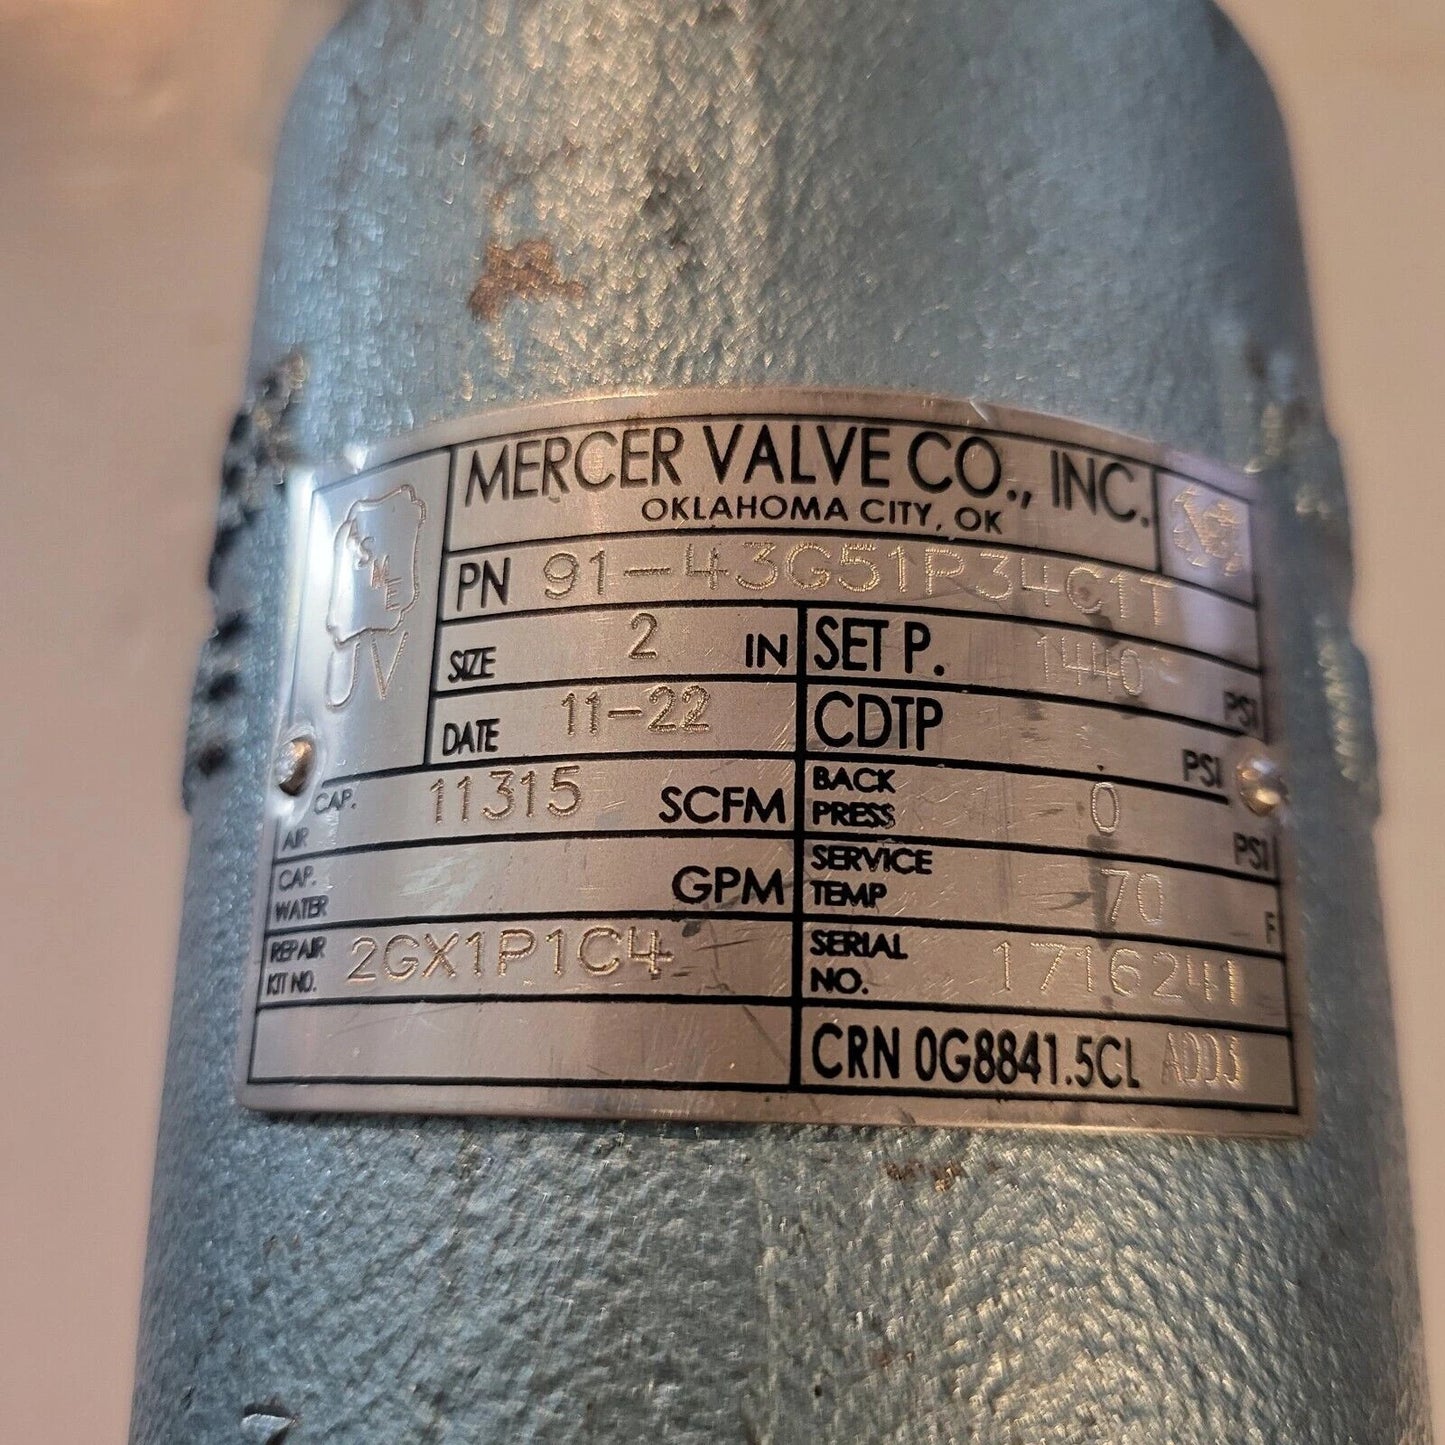 MERCER VALVE CO., INC.
OKLAHOMA CITY, OK
ASME
UV
PN 91-43G51P34C1T
SIZE 2 IN
SET P. 1440 PSI
DATE 11-22
CDTP PSI
CAP. AIR 11315 SCFM
BACK PRESS 0 PSI
CAP. WATER GPM
SERVICE TEMP 70 F
REPAIR KIT NO. 2GX1P1C4
SERIAL NO. 1716241
CRN 0G8841.5CL ADD3